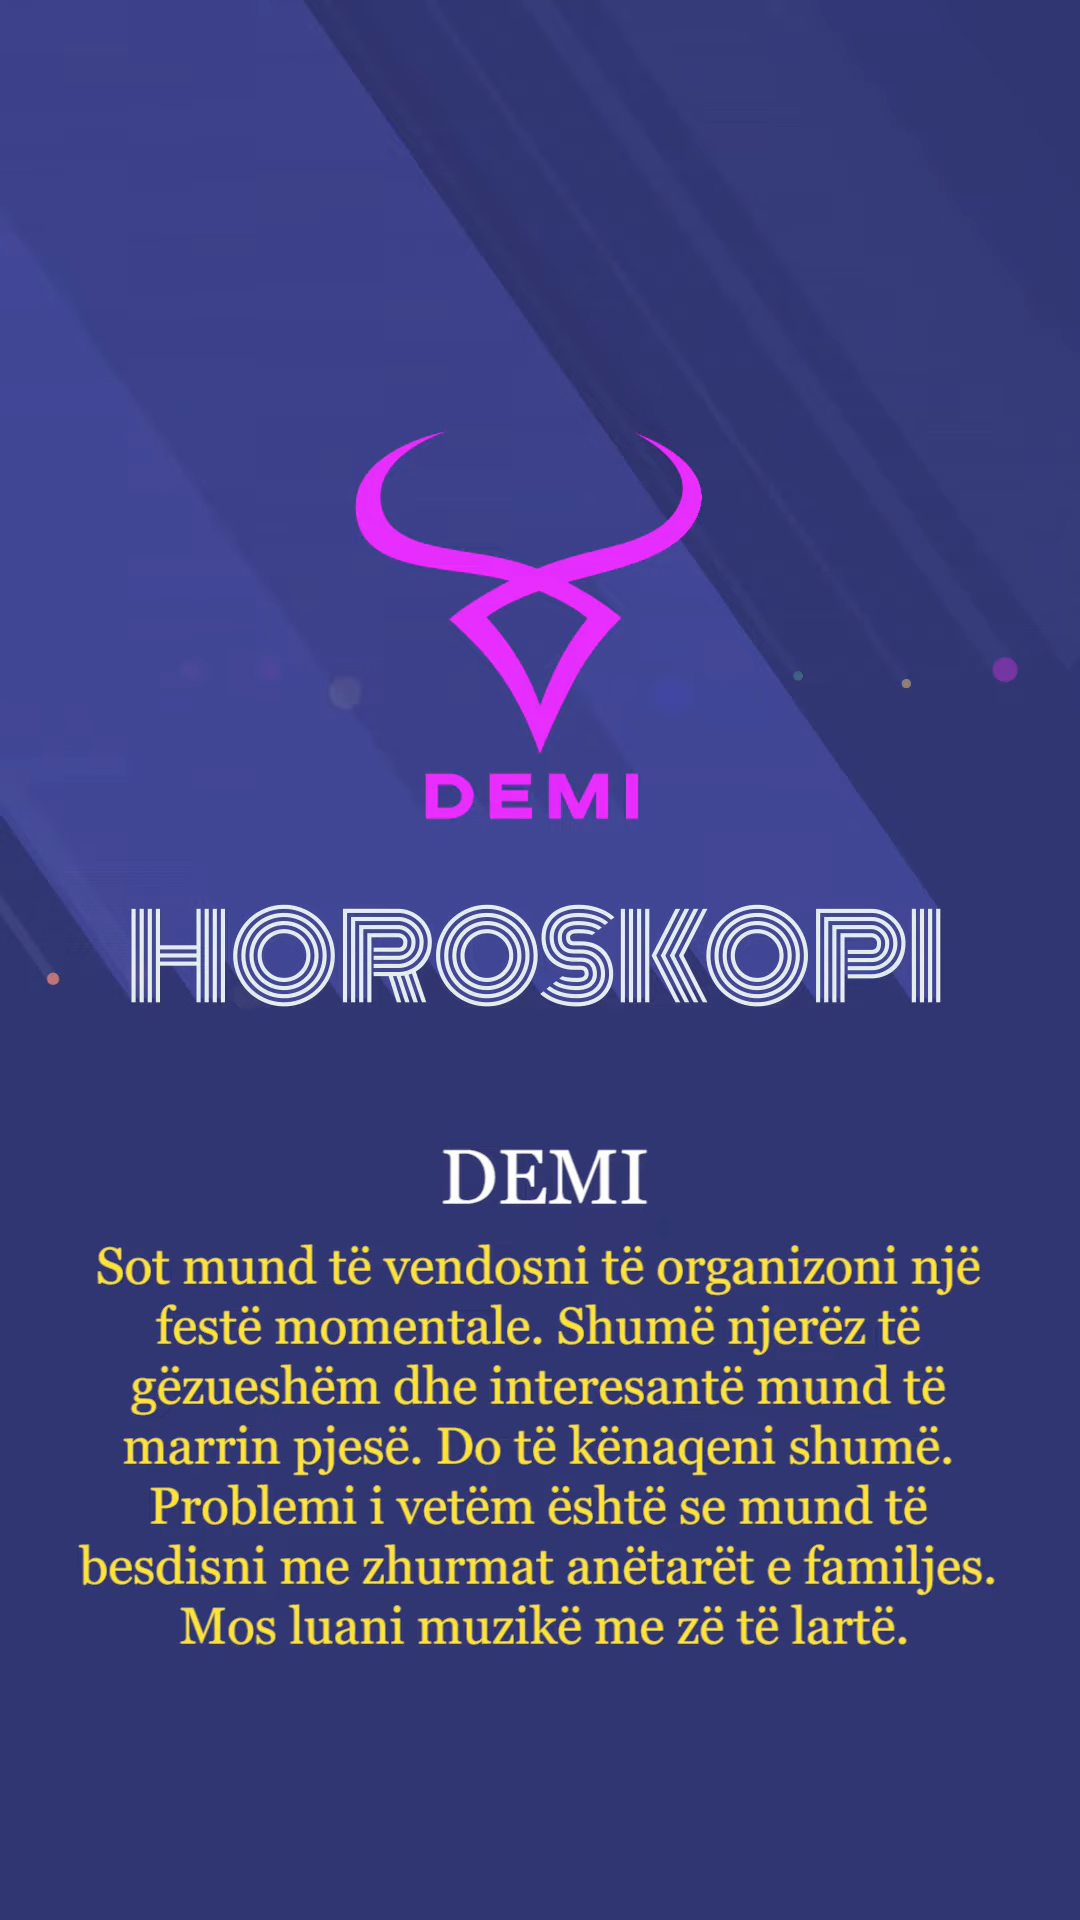 DEMI
HOROSKOPI
DEMI
Sot mund të vendosni të organizoni një
festë momentale. Shumë njerëz të
gëzueshëm dhe interesantë mund të
marrin pjesë. Do të kënaqeni shumë.
Problemi i vetëm është se mund të
besdisni me zhurmat anëtarët e familjes.
Mos luani muzikë me zë të lartë.